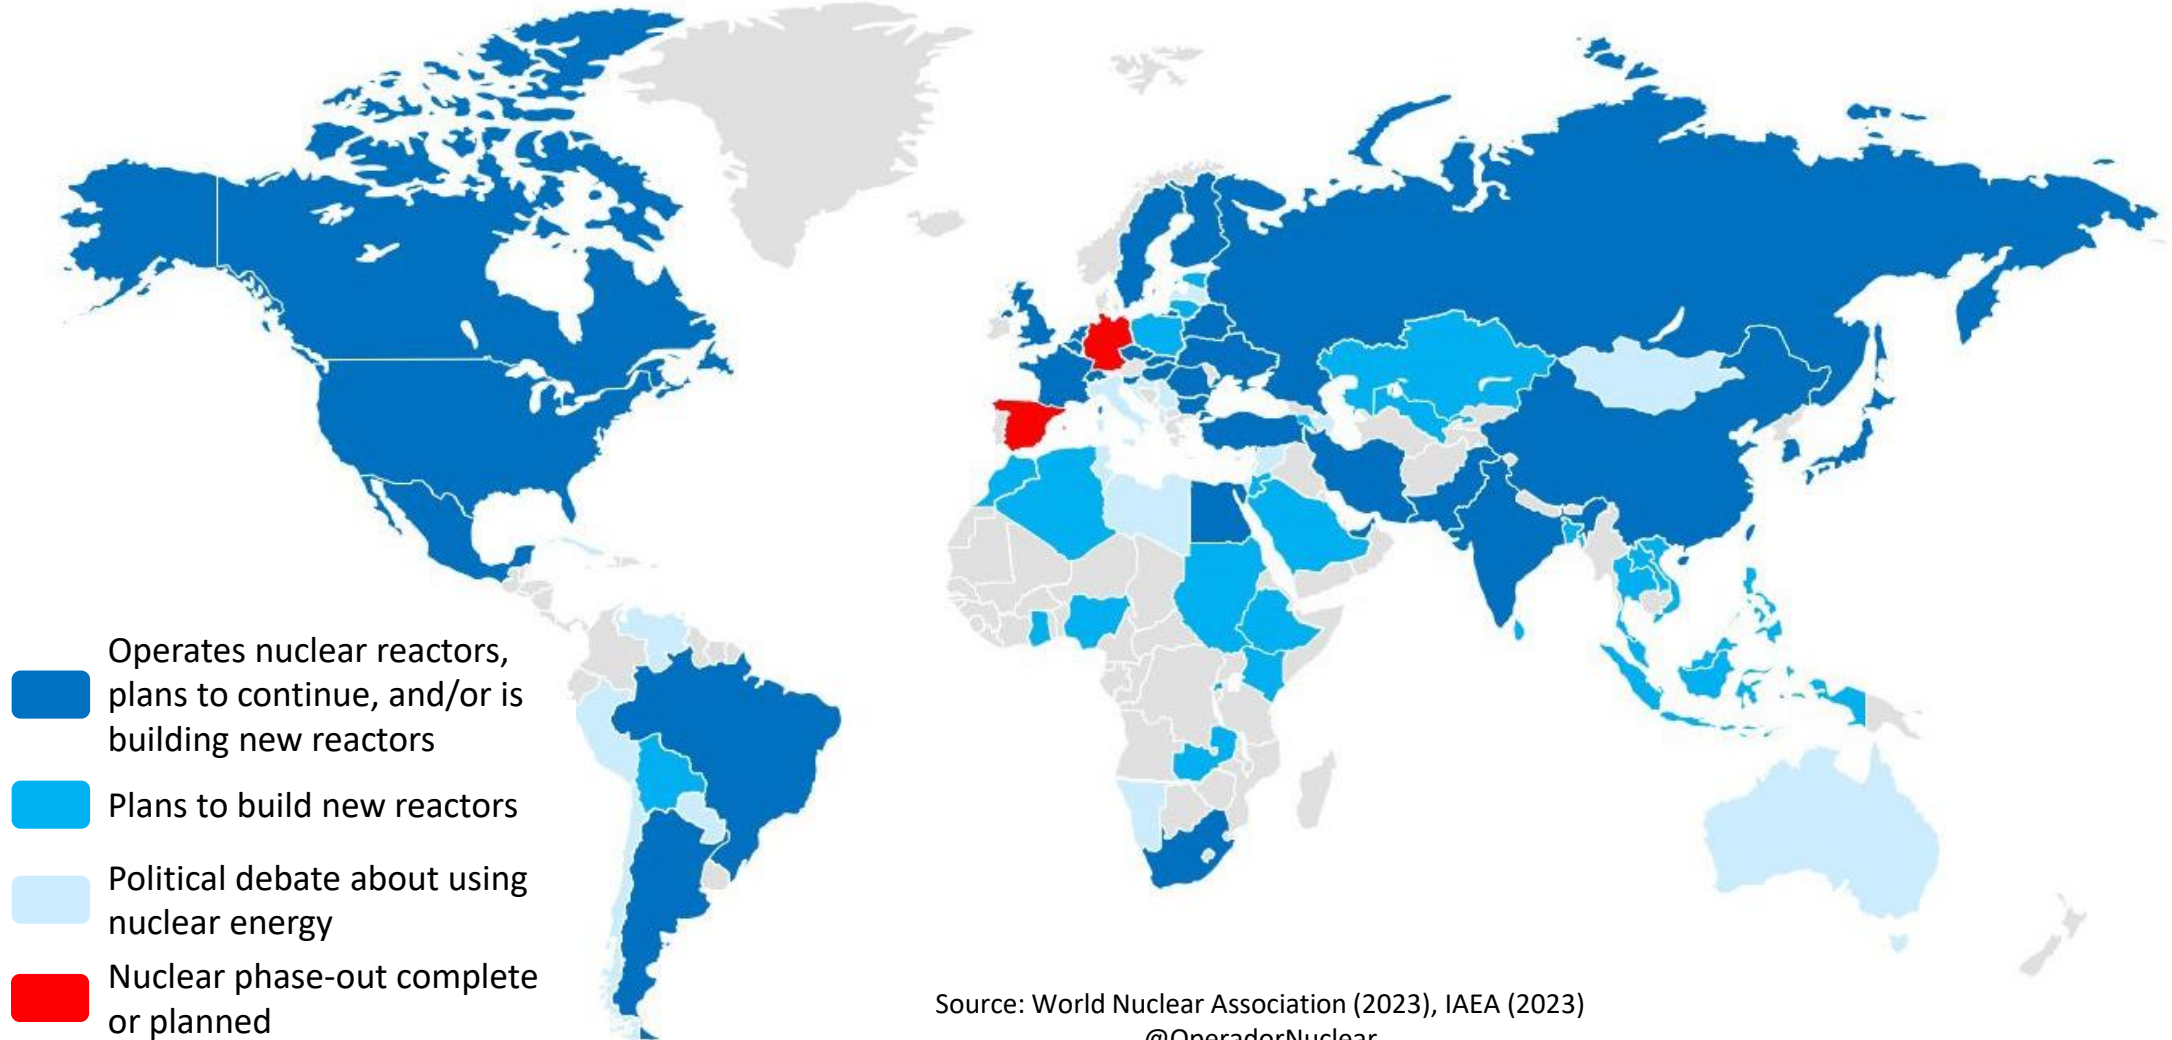 Operates nuclear reactors,
plans to continue, and/or is
building new reactors
Plans to build new reactors
Political debate about using
nuclear energy
Nuclear phase-out complete
or planned
Source: World Nuclear Association (2023), IAEA (2023)
@OperadorNuclear